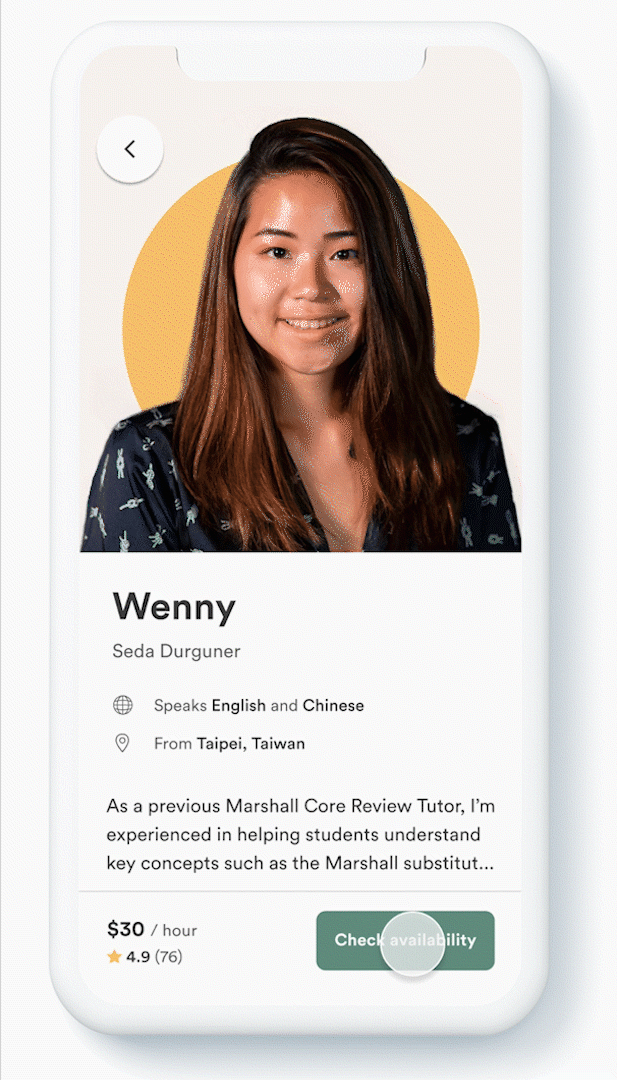 Wenny
Seda Durguner
Speaks English and Chinese
From Taipei, Taiwan
As a previous Marshall Core Review Tutor, I'm
experienced in helping students understand
key concepts such as the Marshall substitut...
$30 / hour
4.9 (76)
Check availability